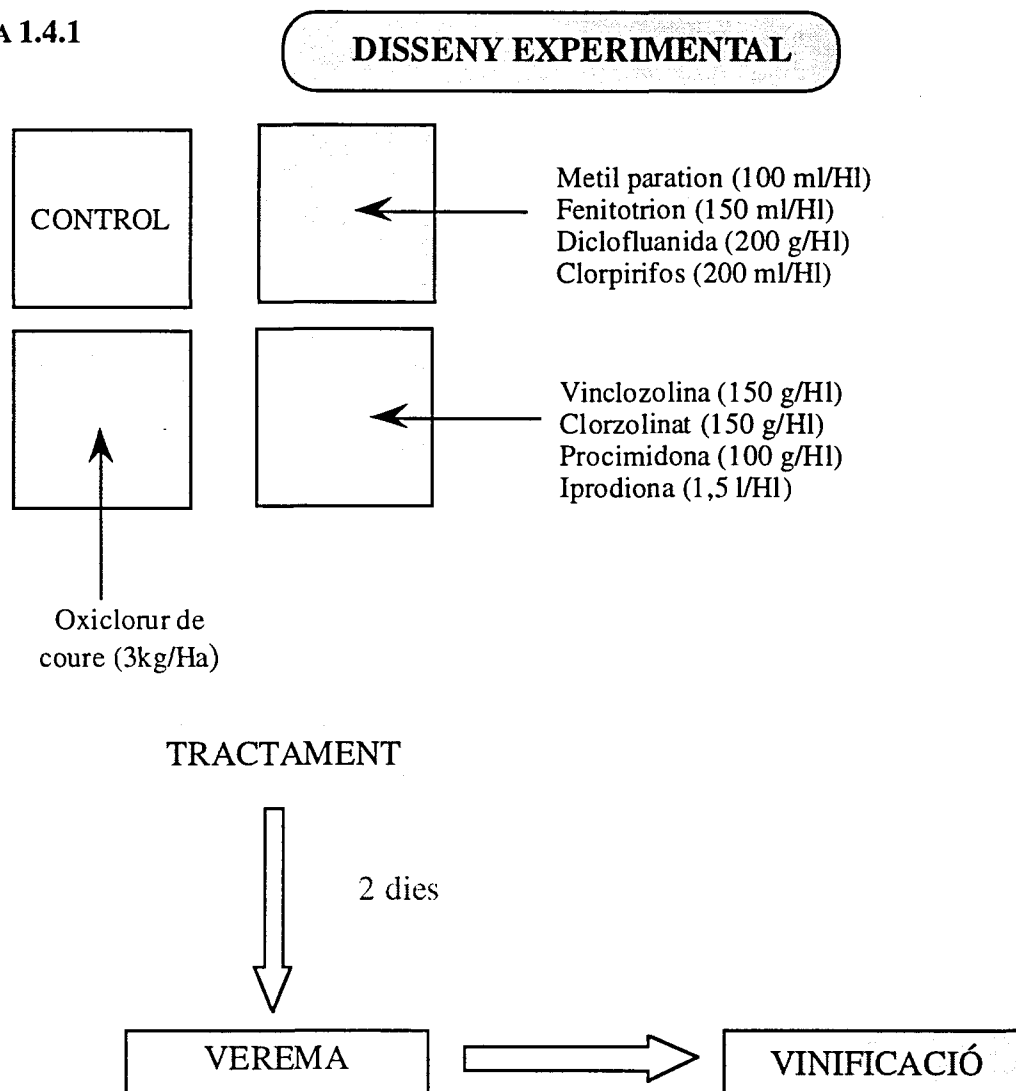 A 1.4.1
DISSENY EXPERIMENTAL
CONTROL
Metil paration (100 ml/Hl)
Fenitotrion (150 ml/Hl)
Diclofluanida (200 g/Hl)
Clorpirifos (200 ml/Hl)
Vinclozolina (150 g/Hl)
Clorzolinat (150 g/Hl)
Procimidona (100 g/Hl)
Iprodiona (1,5 l/Hl)
Oxiclorur de
coure (3kg/Ha)
TRACTAMENT
2 dies
VEREMA
VINIFICACIÓ